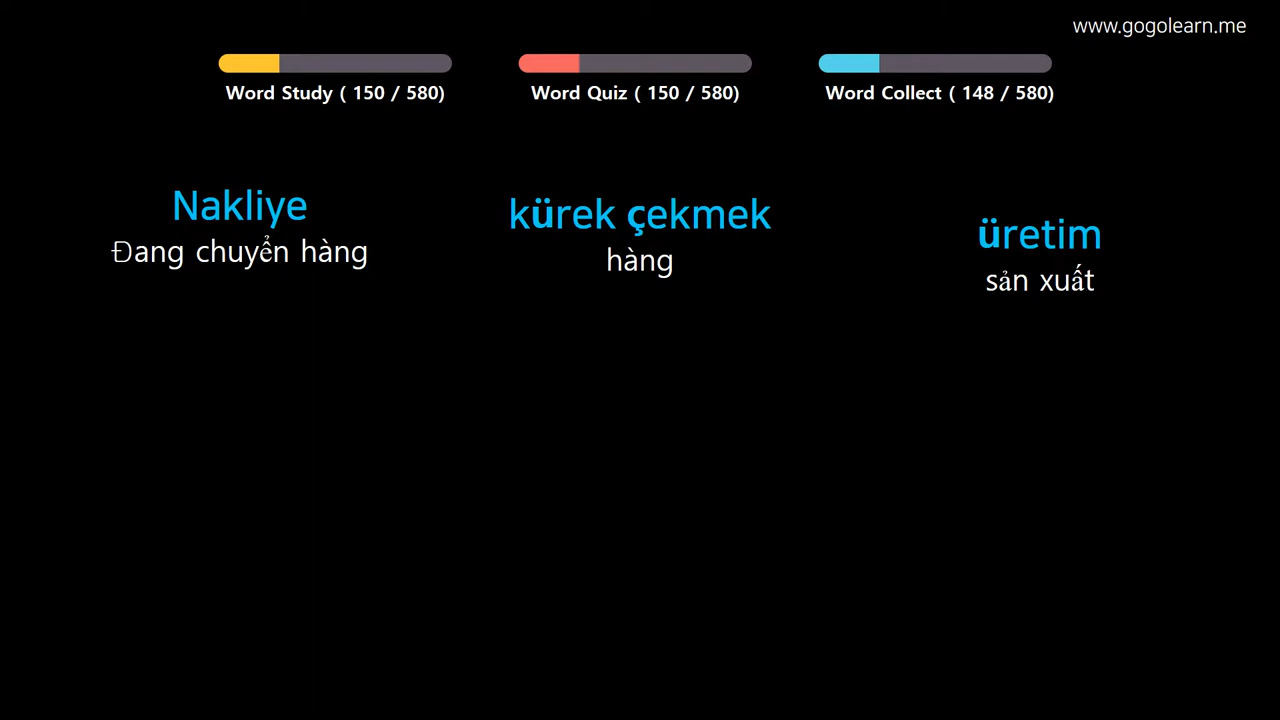 www.gogolearn.me
Word Study ( 150 / 580)
Word Quiz ( 150 / 580)
Word Collect ( 148 / 580)
Nakliye
Đang chuyển hàng
kürek çekmek
hàng
üretim
sản xuất